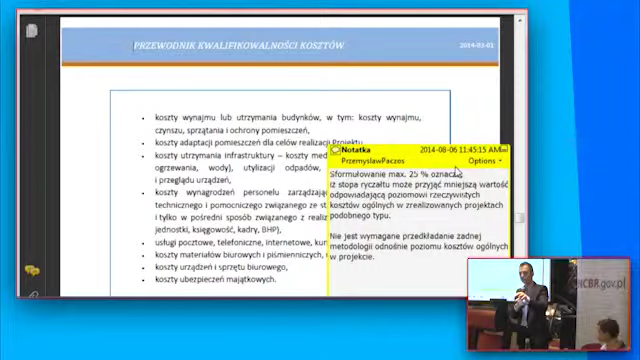 PRZEWODNIK KWALIFIKOWALNOŚCI KOSZTÓW
2014-03-01
koszty wynajmu lub utrzymania budynków, w tym: koszty wynajmu,
czynszu, sprzątania i ochrony pomieszczeń,
koszty adaptacji pomieszczeń dla celów realizacji Projektu
koszty utrzymania infrastruktury – koszty med
ogrzewania, wody), utylizacji odpadów,
i przeglądu urządzeń,
koszty wynagrodzeń personelu zarządzając
technicznego i pomocniczego związane ze st
i tylko w pośredni sposób związanego z realiz
jednostki, księgowość, kadry, BHP),
usługi pocztowe, telefoniczne, internetowe, kur
koszty materiałów biurowych i piśmienniczych,
koszty urządzeń i sprzętu biurowego,
koszty ubezpieczeń majątkowych.
Notatka
2014-08-06 11:45:15 AM
PrzemyslawPaczos
Options
Sformułowanie max. 25 % oznacza,
iż stopa ryczałtu może przyjąć mniejszą wartość
odpowiadającą poziomowi rzeczywistych
kosztów ogólnych w zrealizowanych projektach
podobnego typu.
Nie jest wymagane przedkładanie żadnej
metodologii odnośnie poziomu kosztów ogólnych
w projekcie.
NCBR.gov.pl